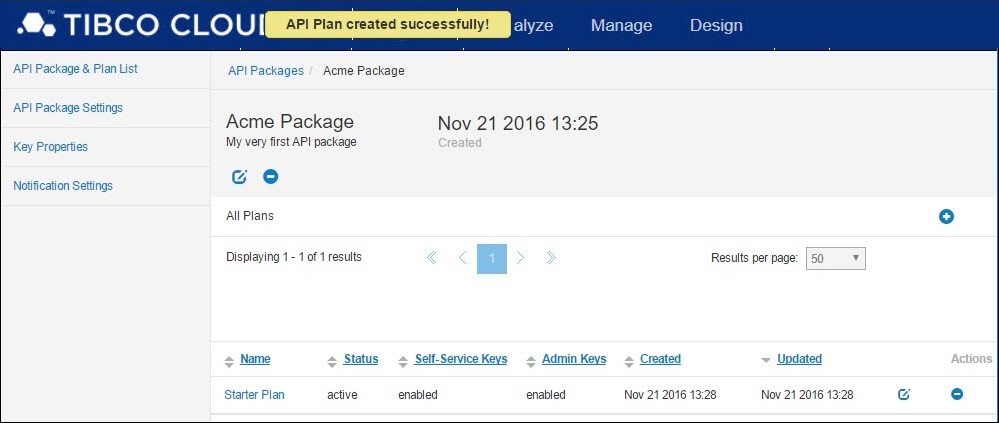 TIBCO CLOUD
API Plan created successfully!
alyze
Manage
Design
API Package & Plan List
API Package Settings
Key Properties
Notification Settings
API Packages / Acme Package
Acme Package
My very first API package
Nov 21 2016 13:25
Created
All Plans
Displaying 1 - 1 of 1 results
1
Results per page: 50
Name Status Self-Service Keys Admin Keys Created Updated Actions
Starter Plan active enabled enabled Nov 21 2016 13:28 Nov 21 2016 13:28